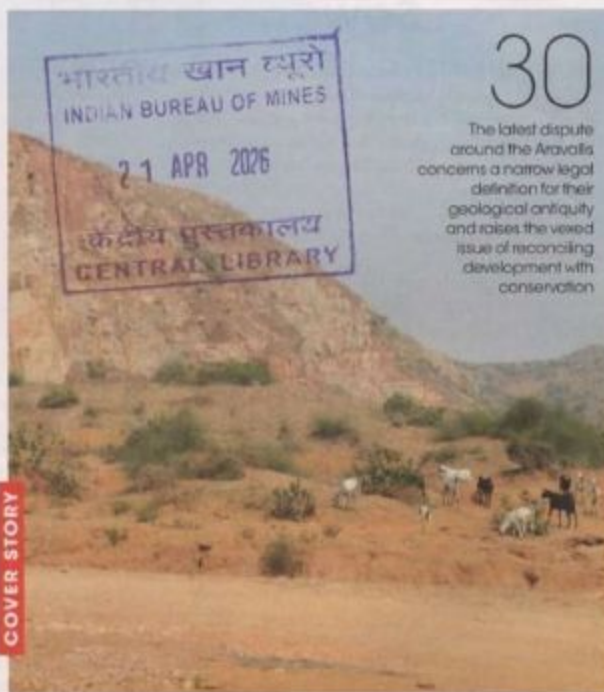 भारतीय खान ब्यूरो
INDIAN BUREAU OF MINES
21 APR 2026
केंद्रीय पुस्तकालय
CENTRAL LIBRARY
30
The latest dispute
around the Aravallis
concerns a narrow legal
definition for their
geological antiquity
and raises the vexed
issue of reconciling
development with
conservation
COVER STORY